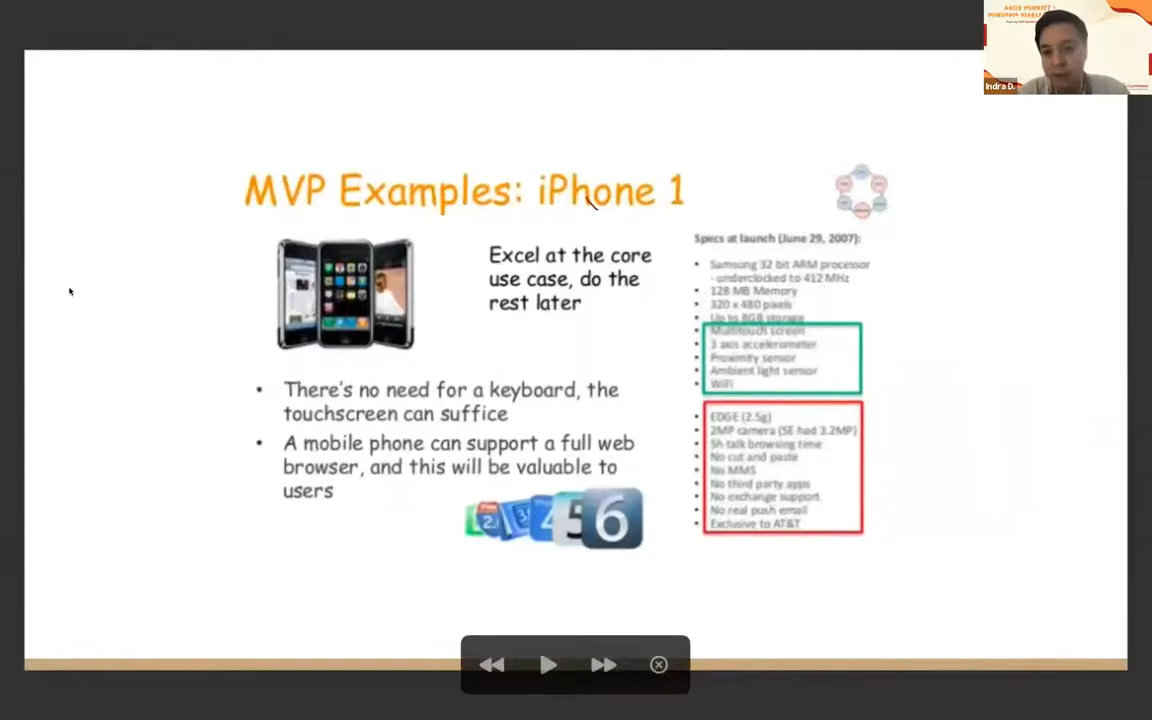 Indra D.
MVP Examples: iPhone 1
Excel at the core
use case, do the
rest later
• There's no need for a keyboard, the
touchscreen can suffice
• A mobile phone can support a full web
browser, and this will be valuable to
users
2
3
4
5
6
Specs at launch (June 29, 2007):
• Samsung 32 bit ARM processor
- underclocked to 412 MHz
• 128 MB Memory
• 320 x 480 pixels
• Up to 8GB storage
• Multitouch screen
• 3 axis accelerometer
• Proximity sensor
• Ambient light sensor
• WiFi
• EDGE (2.5g)
• 2MP camera (SE had 3.2MP)
• 5h talk browsing time
• No cut and paste
• No MMS
• No third party apps
• No exchange support
• No real push email
• Exclusive to AT&T